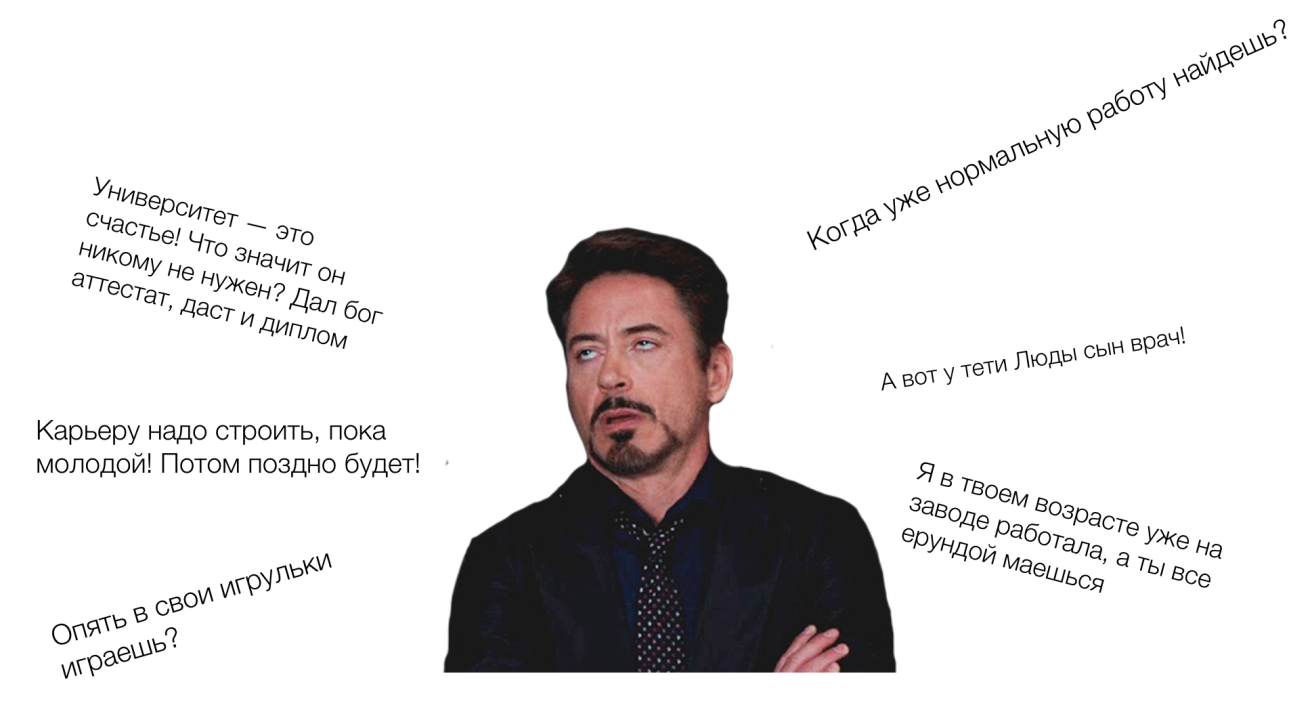 Когда уже нормальную работу найдешь?
Университет — это
счастье! Что значит он
никому не нужен? Дал бог
аттестат, даст и диплом
А вот у тети Люды сын врач!
Карьеру надо строить, пока
молодой! Потом поздно будет!
Я в твоем возрасте уже на
заводе работала, а ты все
ерундой маешься
Опять в свои игрульки
играешь?